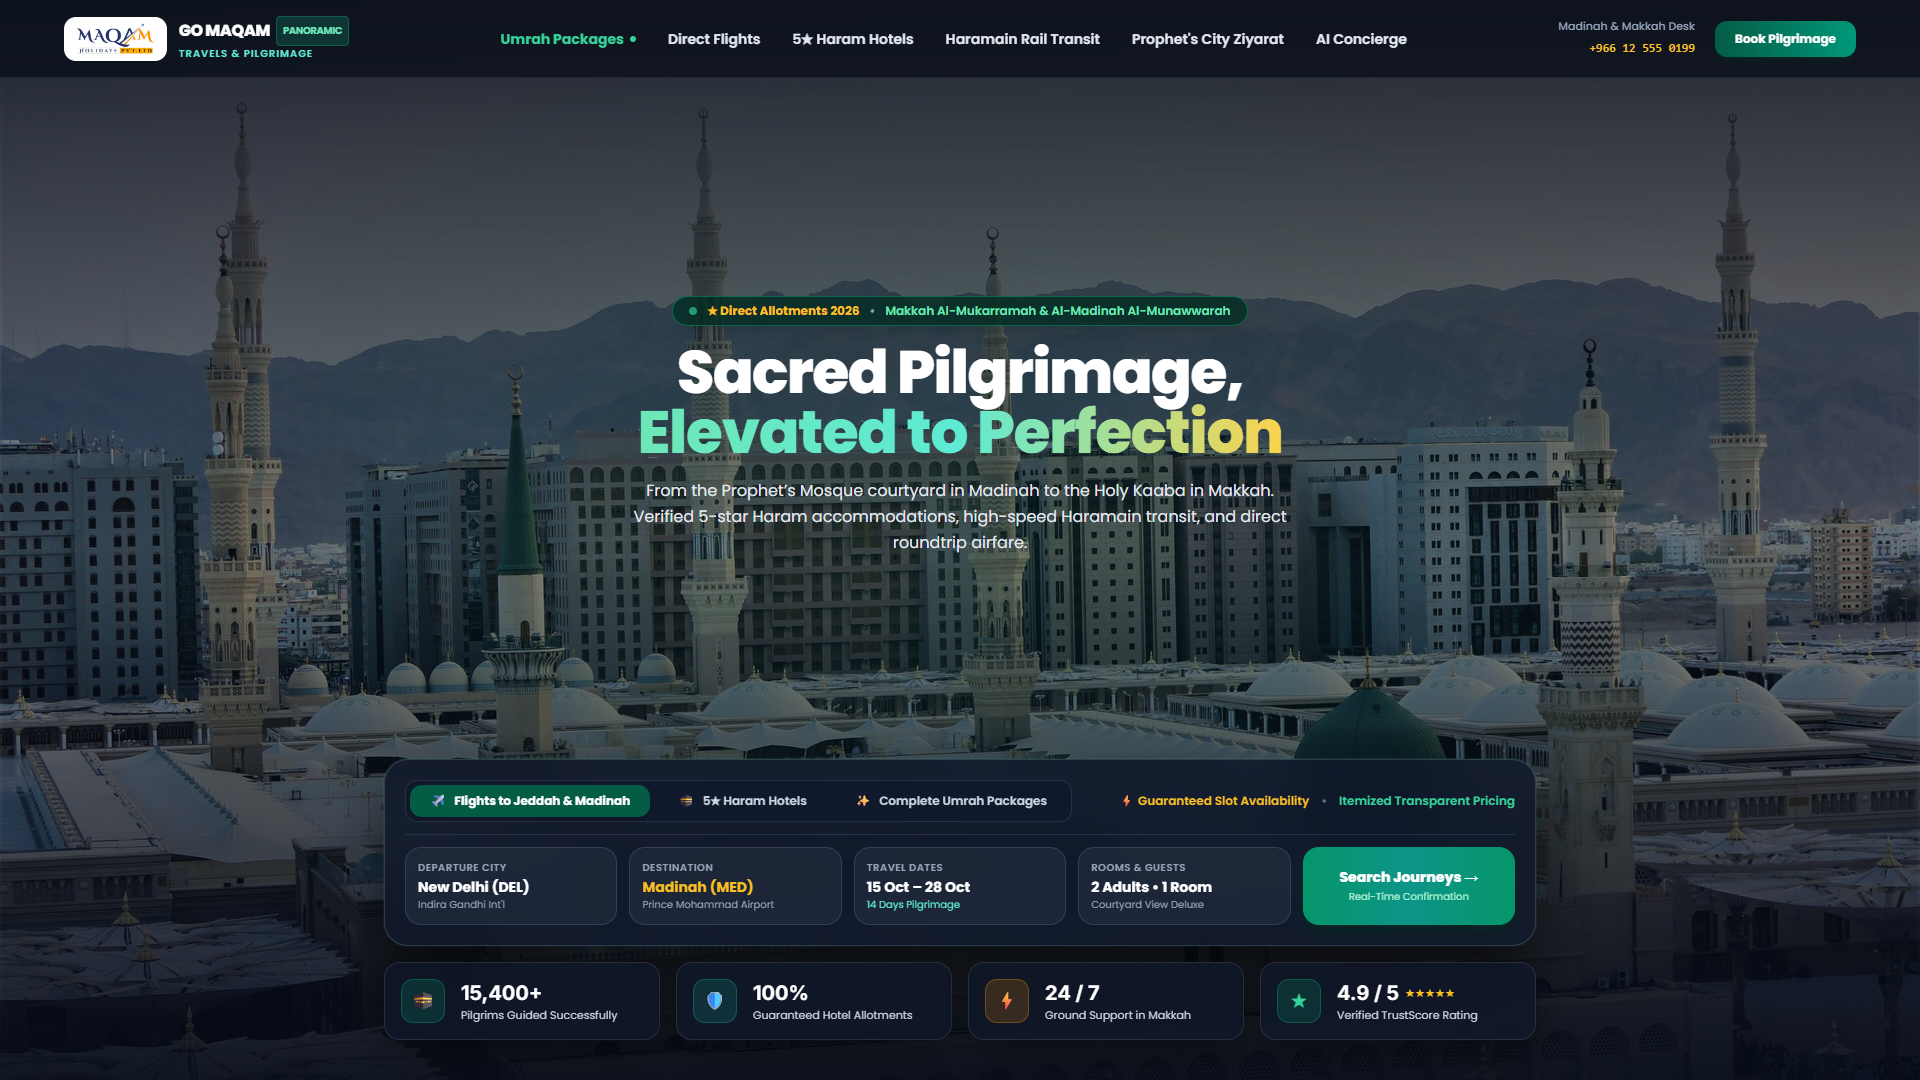 MAQAM
HOLIDAYS PVT.LTD
GO MAQAM PANORAMIC
TRAVELS & PILGRIMAGE
Umrah Packages
Direct Flights
5★ Haram Hotels
Haramain Rail Transit
Prophet's City Ziyarat
AI Concierge
Madinah & Makkah Desk
+966 12 555 0199
Book Pilgrimage
★ Direct Allotments 2026 • Makkah Al-Mukarramah & Al-Madinah Al-Munawwarah
Sacred Pilgrimage,
Elevated to Perfection
From the Prophet’s Mosque courtyard in Madinah to the Holy Kaaba in Makkah.
Verified 5-star Haram accommodations, high-speed Haramain transit, and direct
roundtrip airfare.
Flights to Jeddah & Madinah
5★ Haram Hotels
Complete Umrah Packages
Guaranteed Slot Availability • Itemized Transparent Pricing
DEPARTURE CITY
New Delhi (DEL)
Indira Gandhi Int'l
DESTINATION
Madinah (MED)
Prince Mohammad Airport
TRAVEL DATES
15 Oct – 28 Oct
14 Days Pilgrimage
ROOMS & GUESTS
2 Adults • 1 Room
Courtyard View Deluxe
Search Journeys →
Real-Time Confirmation
15,400+
Pilgrims Guided Successfully
100%
Guaranteed Hotel Allotments
24 / 7
Ground Support in Makkah
4.9 / 5 ★★★★★
Verified TrustScore Rating